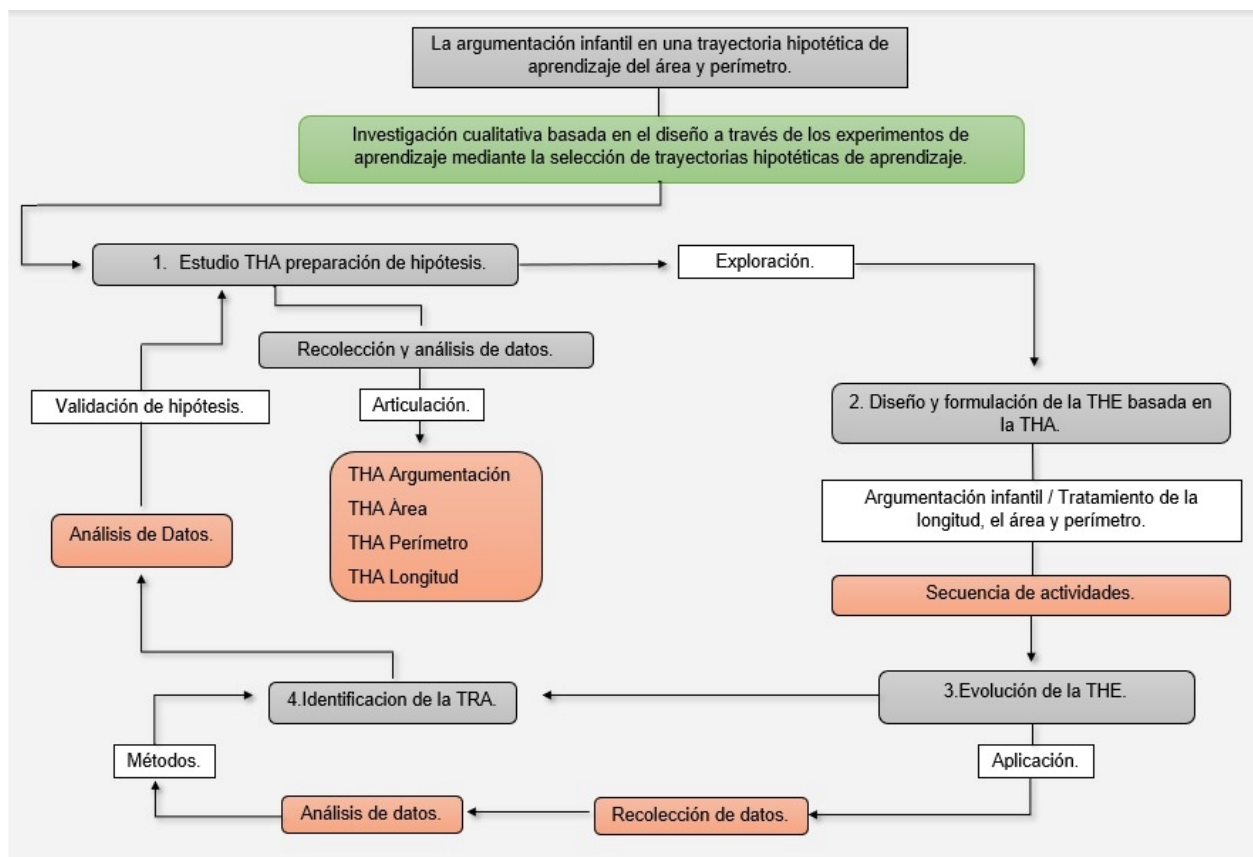 La argumentación infantil en una trayectoria hipotética de
aprendizaje del área y perímetro.
Investigación cualitativa basada en el diseño a través de los experimentos de
aprendizaje mediante la selección de trayectorias hipotéticas de aprendizaje.
1. Estudio THA preparación de hipótesis.
Exploración.
Recolección y análisis de datos.
Validación de hipótesis.
Articulación.
2. Diseño y formulación de la THE basada en
la THA.
THA Argumentación
THA Àrea
THA Perímetro
THA Longitud
Argumentación infantil / Tratamiento de la
longitud, el área y perímetro.
Análisis de Datos.
Secuencia de actividades.
4.Identificacion de la TRA.
3.Evolución de la THE.
Métodos.
Aplicación.
Análisis de datos.
Recolección de datos.